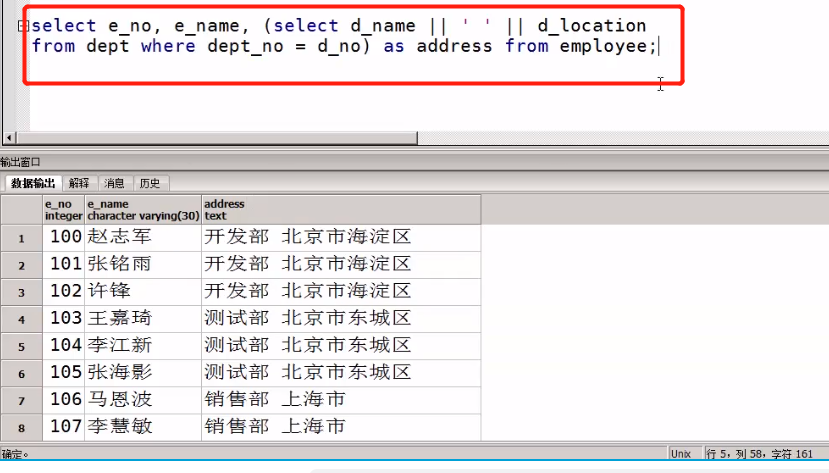 select e_no, e_name, (select d_name || ' ' || d_location
from dept where dept_no = d_no) as address from employee;
输出窗口
数据输出 解释 消息 历史
e_no e_name address
integer character varying(30) text
1 100 赵志军 开发部 北京市海淀区
2 101 张铭雨 开发部 北京市海淀区
3 102 许锋 开发部 北京市海淀区
4 103 王嘉琦 测试部 北京市东城区
5 104 李江新 测试部 北京市东城区
6 105 张海影 测试部 北京市东城区
7 106 马恩波 销售部 上海市
8 107 李慧敏 销售部 上海市
确定。 Unix 行 5，列 58，字符 161